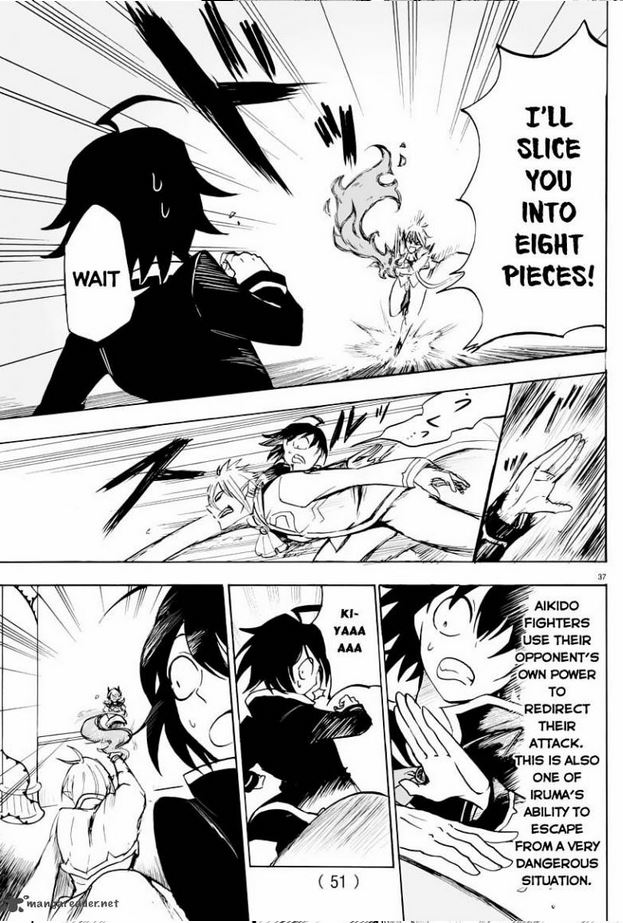 I'LL
SLICE
YOU
INTO
EIGHT
PIECES!
WAIT
37
AIKIDO
FIGHTERS
USE THEIR
OPPONENT'S
OWN POWER
TO
REDIRECT
THEIR
ATTACK.
THIS IS ALSO
ONE OF
IRUMA'S
ABILITY TO
ESCAPE
FROM A VERY
DANGEROUS
SITUATION.
KI-
YAAA
AAA
( 51 )
mangareader.net